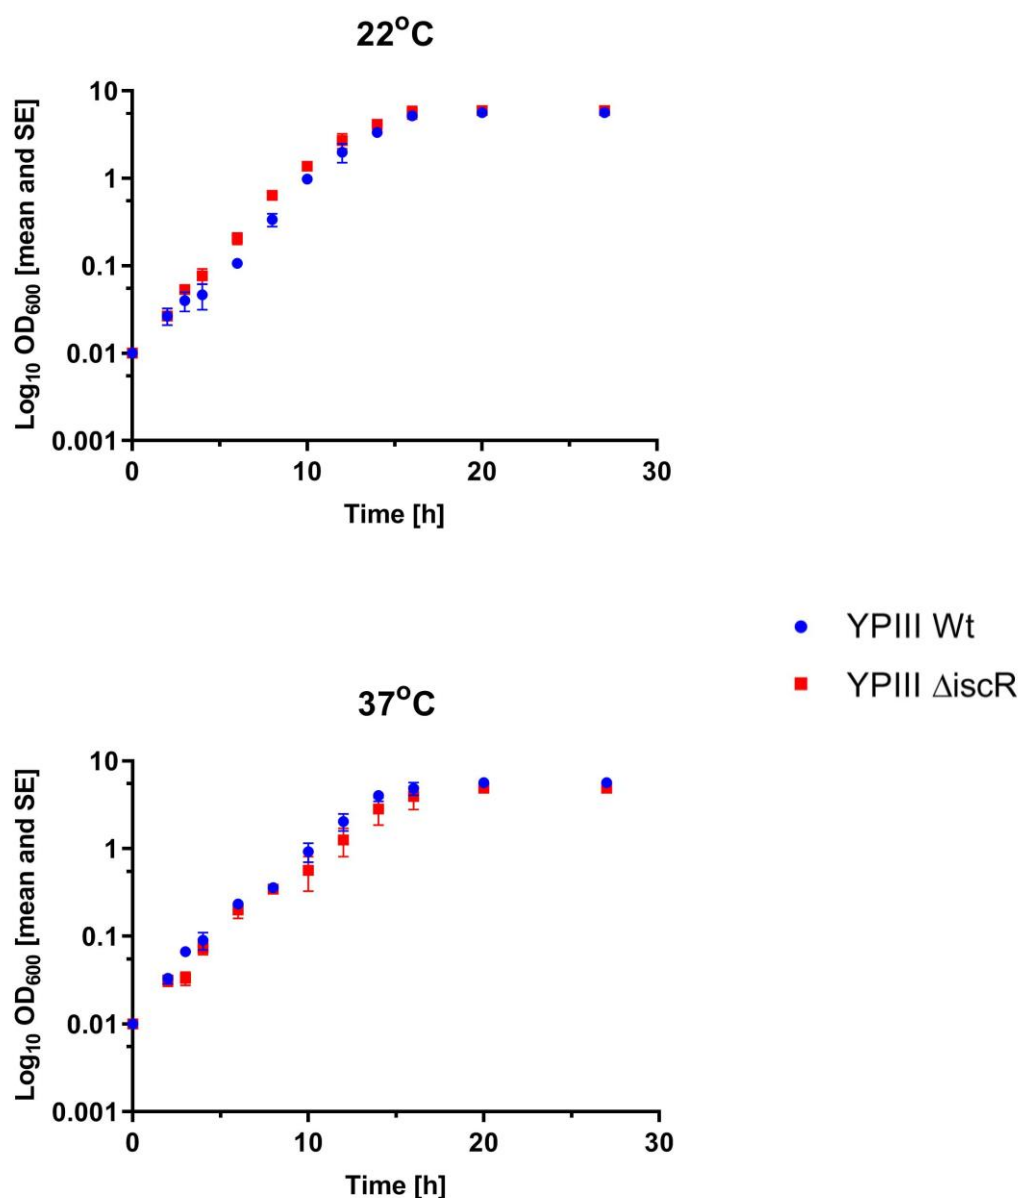 22°C
10
1
0.1
0.01
0.001
Log₁₀ OD₆₀₀ [mean and SE]
0 10 20 30
Time [h]
YPIII Wt
YPIII ΔiscR
37°C
10
1
0.1
0.01
0.001
Log₁₀ OD₆₀₀ [mean and SE]
0 10 20 30
Time [h]